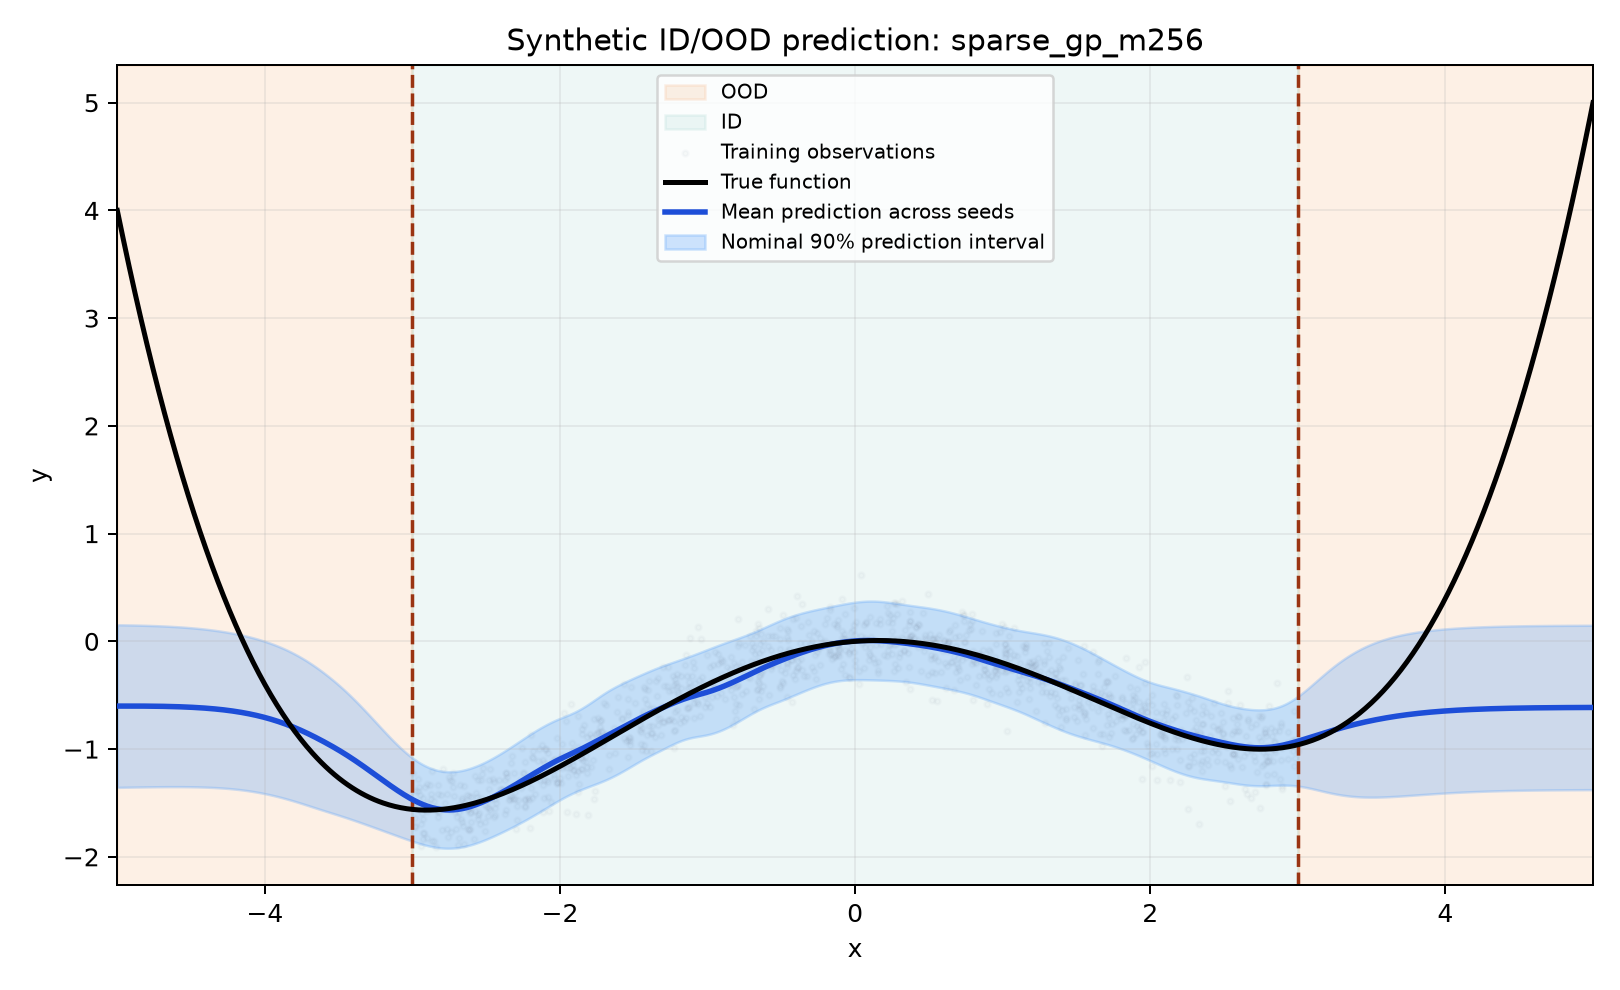 Synthetic ID/OOD prediction: sparse_gp_m256
OOD
ID
Training observations
True function
Mean prediction across seeds
Nominal 90% prediction interval
5
4
3
2
1
0
−1
−2
y
−4
−2
0
2
4
x